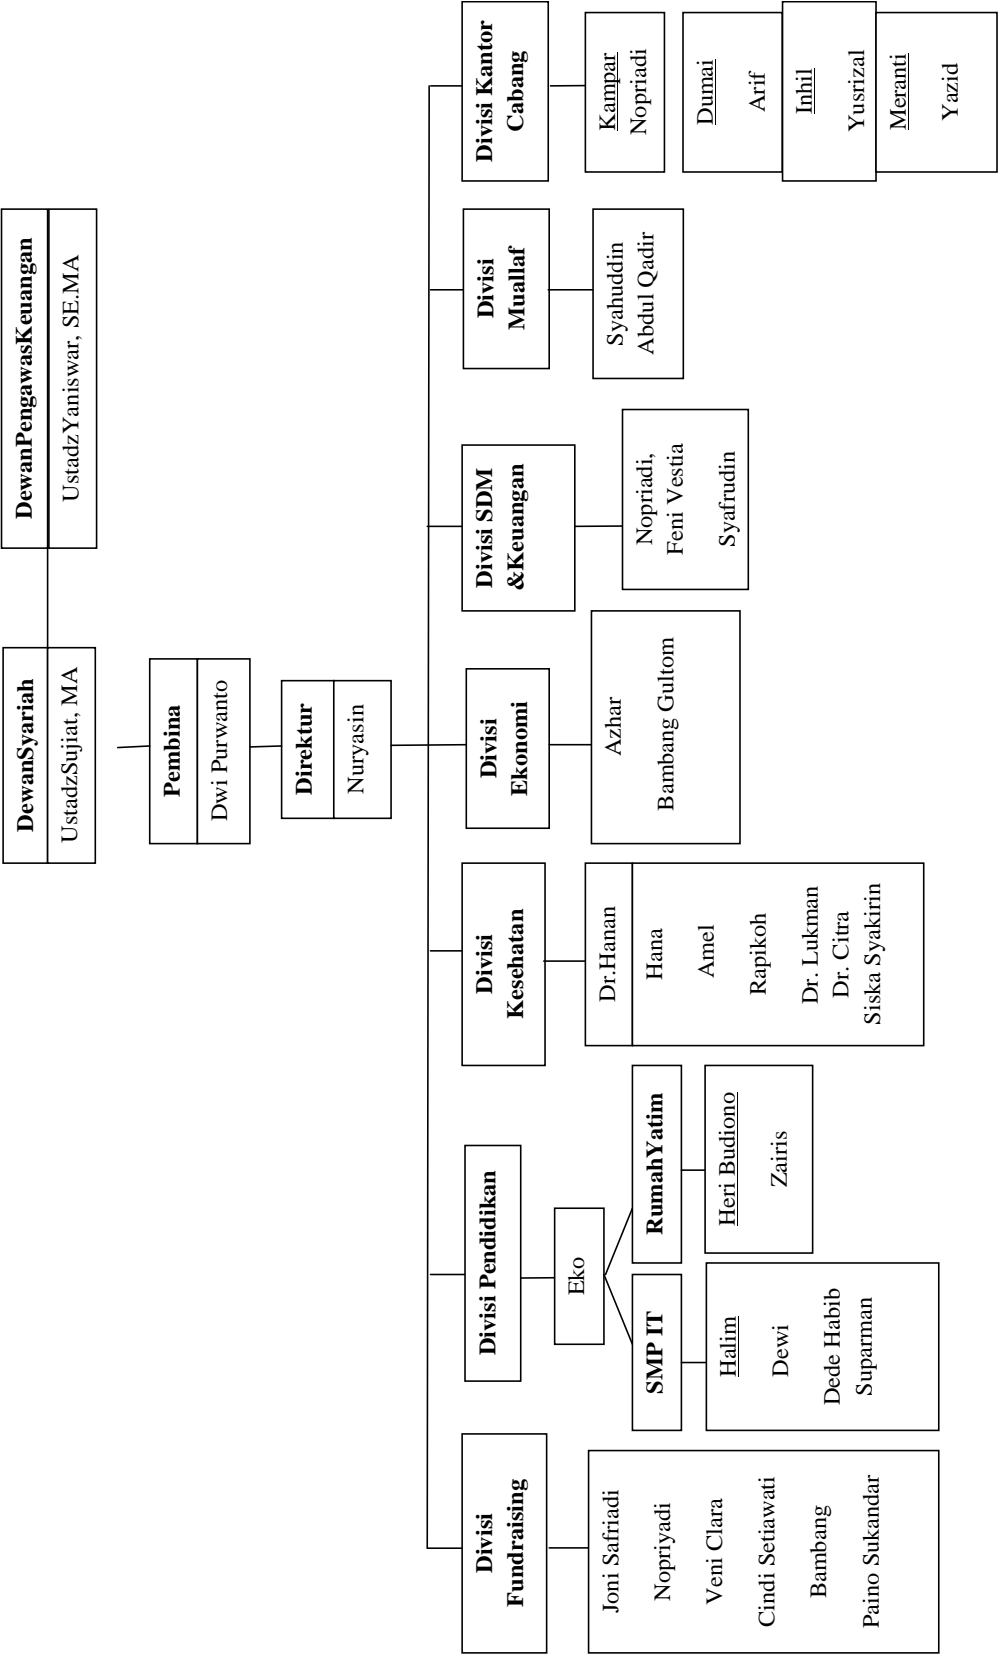 DewanSyariah
UstadzSujiat, MA
DewanPengawasKeuangan
UstadzYaniswar, SE.MA
Pembina
Dwi Purwanto
Direktur
Nuryasin
Divisi
Fundraising
Joni Safriadi
Nopriyadi
Veni Clara
Cindi Setiawati
Bambang
Paino Sukandar
Divisi Pendidikan
Eko
SMP IT
Halim
Dewi
Dede Habib
Suparman
RumahYatim
Heri Budiono
Zairis
Divisi
Kesehatan
Dr.Hanan
Hana
Amel
Rapikoh
Dr. Lukman
Dr. Citra
Siska Syakirin
Divisi
Ekonomi
Azhar
Bambang Gultom
Divisi SDM
&Keuangan
Nopriadi,
Feni Vestia
Syafrudin
Divisi
Muallaf
Syahuddin
Abdul Qadir
Divisi Kantor
Cabang
Kampar
Nopriadi
Dumai
Arif
Inhil
Yusrizal
Meranti
Yazid